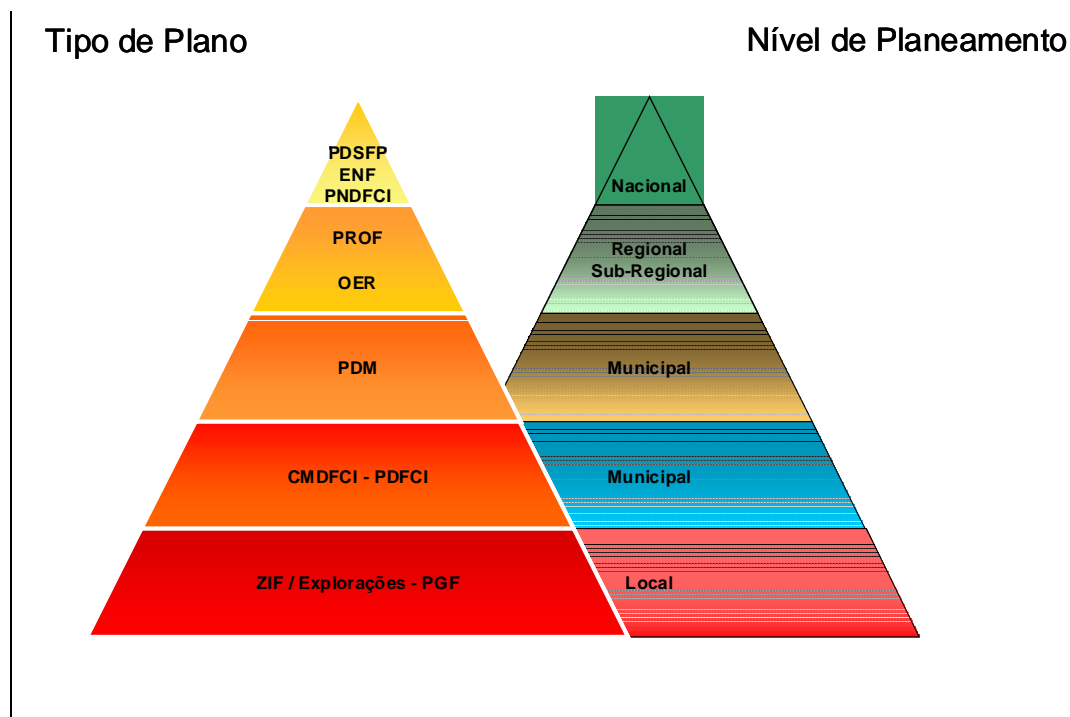 Tipo de Plano
Nível de Planeamento
PDSFP
ENF
PNDFCI
Nacional
PROF
OER
Regional
Sub-Regional
PDM
Municipal
CMDFCI - PDFCI
Municipal
ZIF / Explorações - PGF
Local